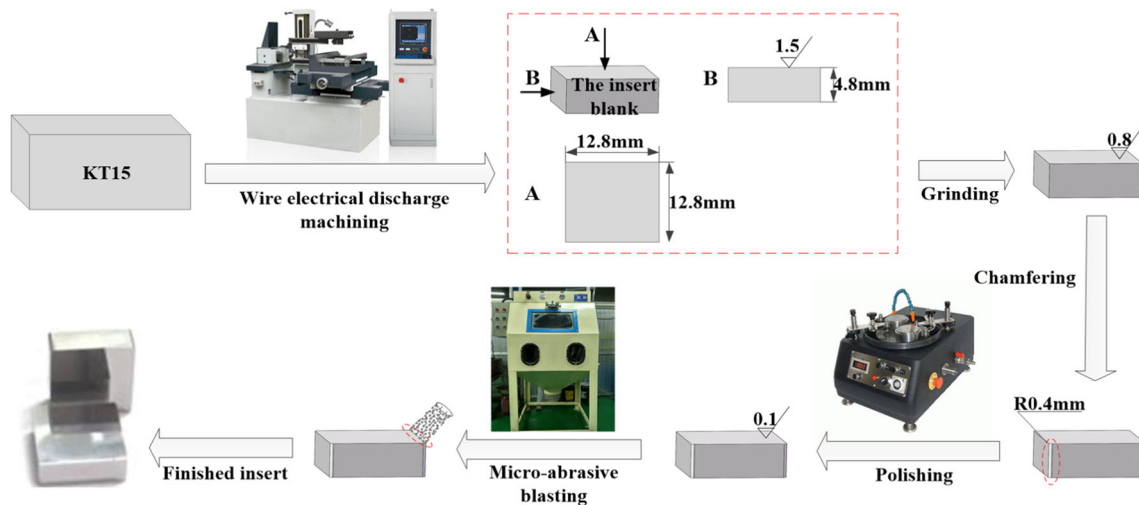 KT15
Wire electrical discharge
machining
A
B
The insert
blank
B
1.5
4.8mm
12.8mm
A
12.8mm
Grinding
0.8
Chamfering
R0.4mm
Polishing
0.1
Micro-abrasive
blasting
Finished insert